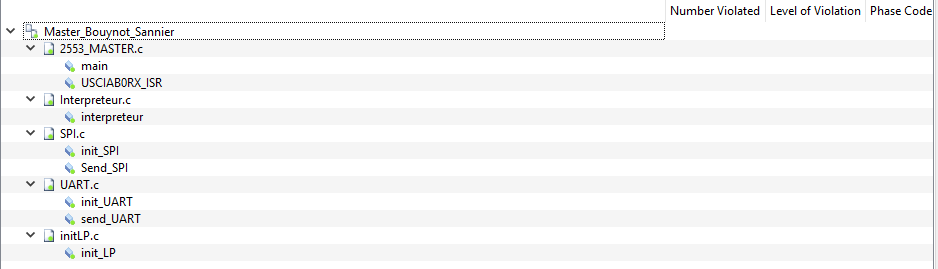 Number Violated Level of Violation Phase Code
Master_Bouynot_Sannier
2553_MASTER.c
main
USCIAB0RX_ISR
Interpreteur.c
interpreteur
SPI.c
init_SPI
Send_SPI
UART.c
init_UART
send_UART
initLP.c
init_LP